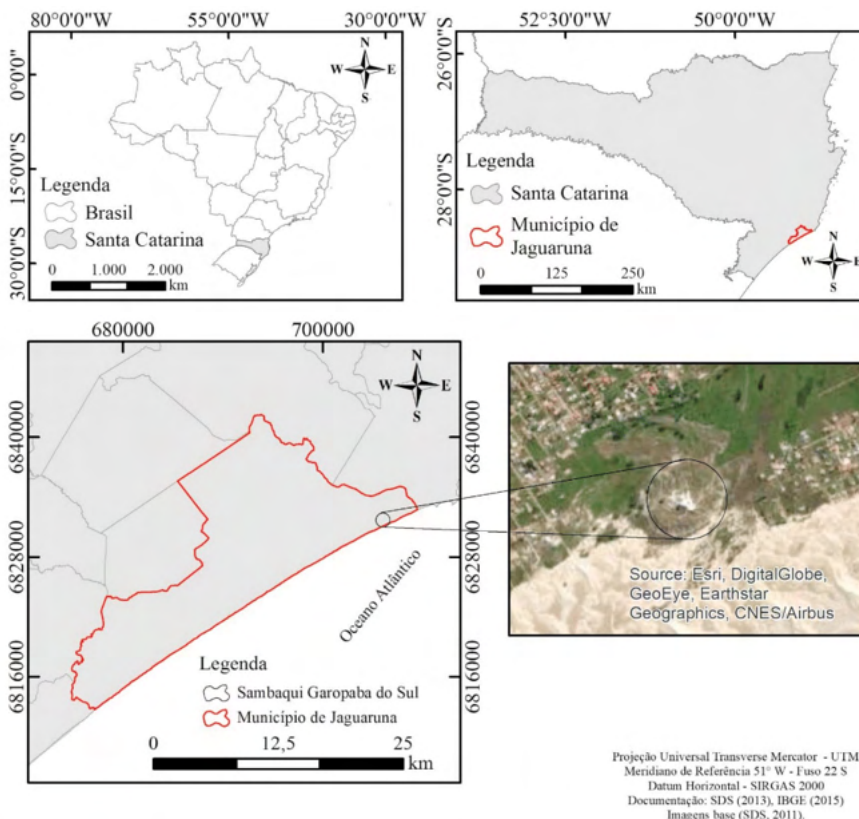 80°0'0"W 55°0'0"W 30°0'0"W
0°0'0"
15°0'0"S
30°0'0"S
N
W E
S
Legenda
Brasil
Santa Catarina
0 1.000 2.000
km
52°30'0"W 50°0'0"W
26°0'0"S
28°0'0"S
Legenda
Santa Catarina
Município de
Jaguaruna
N
W E
S
0 125 250
km
680000 700000
6840000
6828000
6816000
6840000
6828000
6816000
N
W E
S
Oceano Atlântico
Legenda
Sambaqui Garopaba do Sul
Município de Jaguaruna
0 12,5 25
km
Source: Esri, DigitalGlobe,
GeoEye, Earthstar
Geographics, CNES/Airbus
Projeção Universal Transverse Mercator - UTM
Meridiano de Referência 51° W - Fuso 22 S
Datum Horizontal - SIRGAS 2000
Documentação: SDS (2013), IBGE (2015)
Imagens base (SDS, 2011).